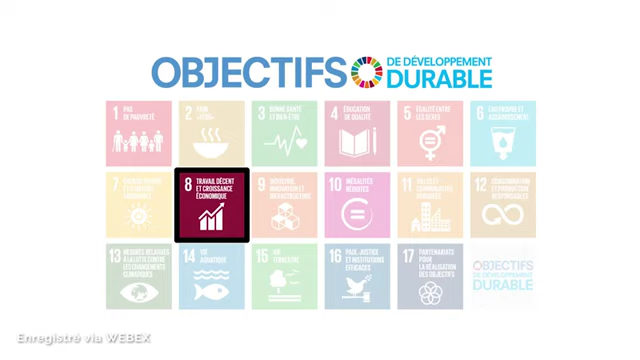 OBJECTIFS
DE DÉVELOPPEMENT
DURABLE
1 PAS
DE PAUVRETÉ
2 FAIM
«ZÉRO»
3 BONNE SANTÉ
ET BIEN-ÊTRE
4 ÉDUCATION
DE QUALITÉ
5 ÉGALITÉ ENTRE
LES SEXES
6 EAU PROPRE ET
ASSAINISSEMENT
7
8 TRAVAIL DÉCENT
ET CROISSANCE
ÉCONOMIQUE
9 INDUSTRIE,
INNOVATION ET
INFRASTRUCTURE
10 INÉGALITÉS
RÉDUITES
11 VILLES ET
COMMUNAUTÉS
DURABLES
12 CONSOMMATION
ET PRODUCTION
RESPONSABLES
13 MESURES RELATIVES
À LA LUTTE CONTRE
LES CHANGEMENTS
CLIMATIQUES
14 VIE
AQUATIQUE
15 VIE
TERRESTRE
16 PAIX, JUSTICE
ET INSTITUTIONS
EFFICACES
17 PARTENARIATS
POUR
LA RÉALISATION
DES OBJECTIFS
OBJECTIFS
DE DÉVELOPPEMENT
DURABLE
Enregistré via WEBEX